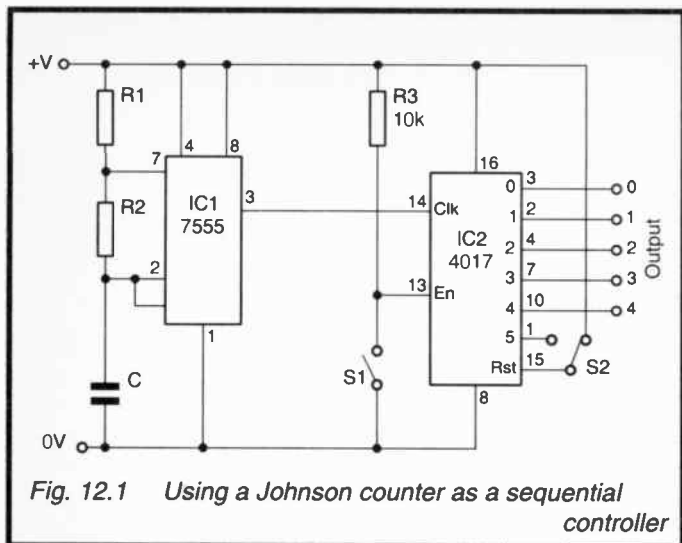 +V
R1
R2
C
0V
7
2
4
8
IC1
7555
3
1
R3
10k
S1
16
14 Clk
13 En
IC2
4017
0 3 0
1 2 1
2 4 2
3 7 3
4 10 4
5 1
Rst 15
8
S2
Output
Fig. 12.1 Using a Johnson counter as a sequential
controller